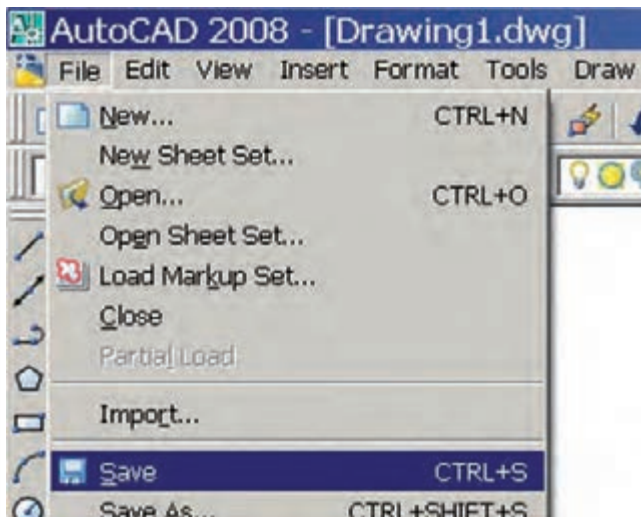 AutoCAD 2008 - [Drawing1.dwg]
File Edit View Insert Format Tools Draw
New... CTRL+N
New Sheet Set...
Open... CTRL+O
Open Sheet Set...
Load Markup Set...
Close
Partial Load
Import...
Save CTRL+S
Save As... CTRL+SHIFT+S